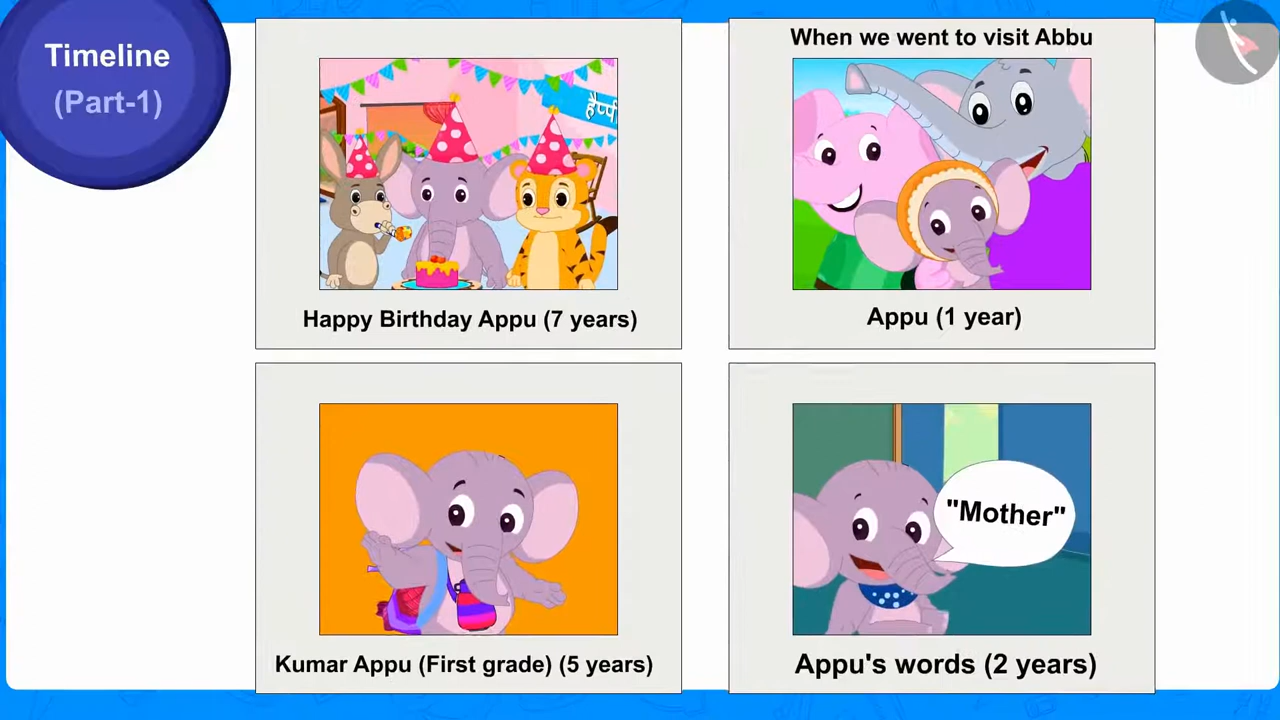 Timeline
(Part-1)
हैप्पी
Happy Birthday Appu (7 years)
When we went to visit Abbu
Appu (1 year)
Kumar Appu (First grade) (5 years)
"Mother"
Appu's words (2 years)